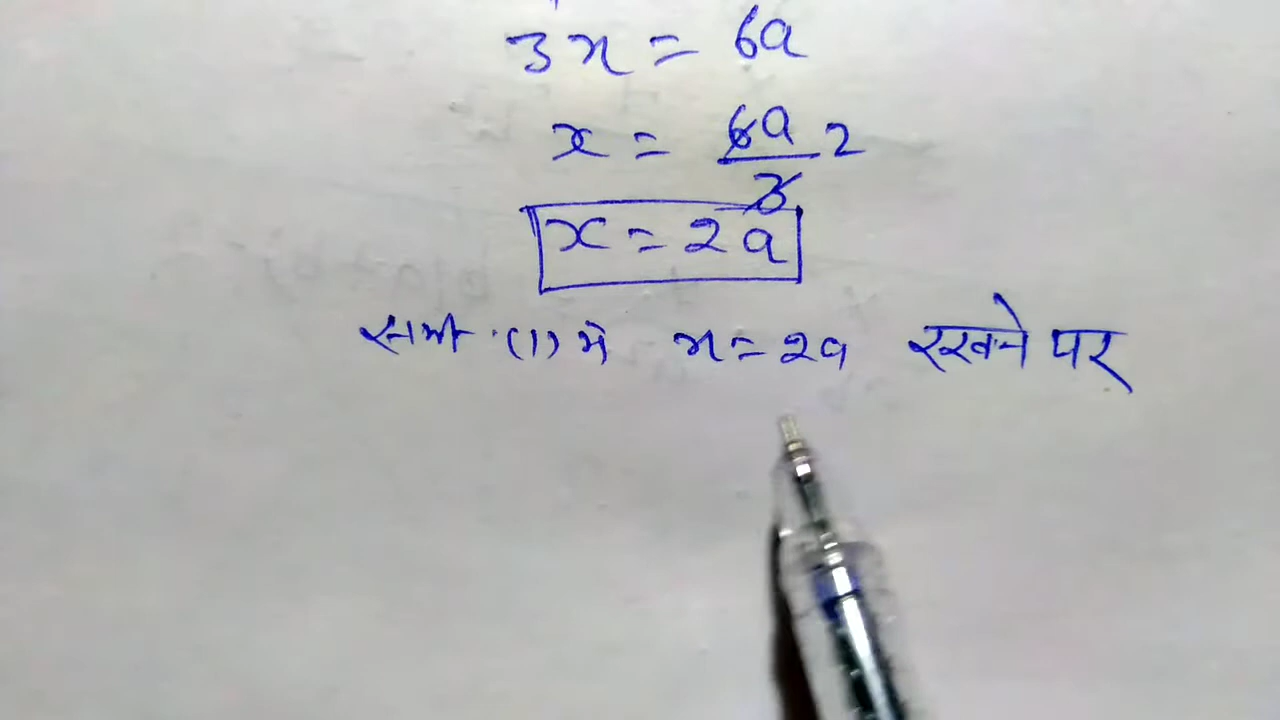 3x = 6a
x = 6a/3 2
x = 2a
समी (1) में x = 2a रखने पर